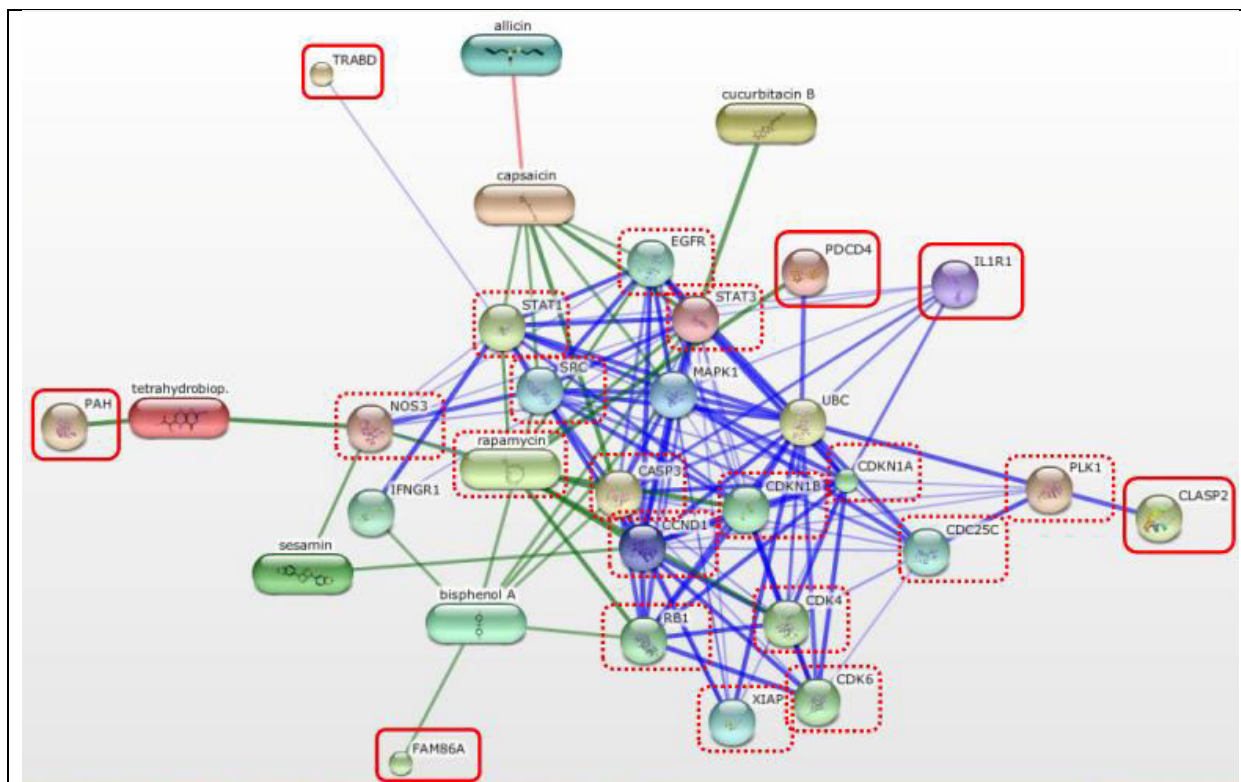 allicin
TRABD
cucurbitacin B
capsaicin
EGFR
PDCD4
IL1R1
STAT1
STAT3
SRC
MAPK1
PAH
tetrahydrobiop.
NOS3
UBC
rapamycin
CASP3
CDKN1B
CDKN1A
PLK1
IFNGR1
CLASP2
CCND1
CDC25C
sesamin
bisphenol A
RB1
CDK4
CDK6
XIAP
FAM86A